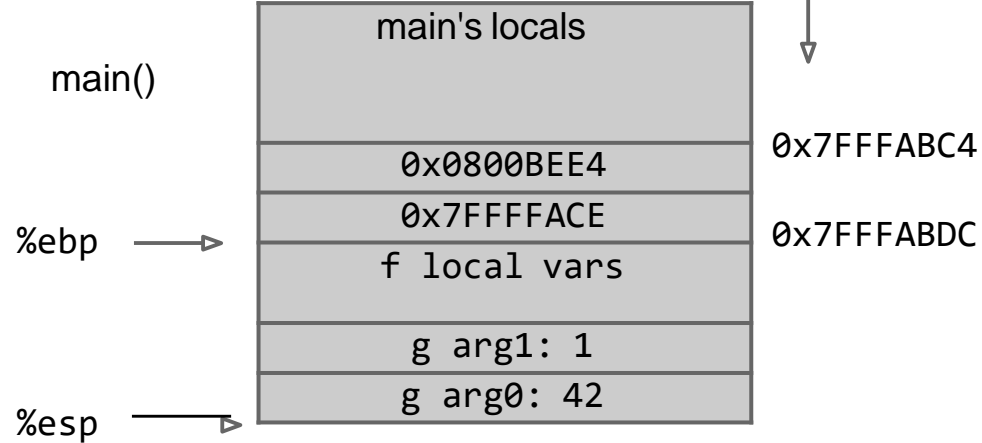 main's locals
main()
0x7FFFABC4
0x0800BEE4
0x7FFFFACE
%ebp
0x7FFFABDC
f local vars
g arg1: 1
g arg0: 42
%esp